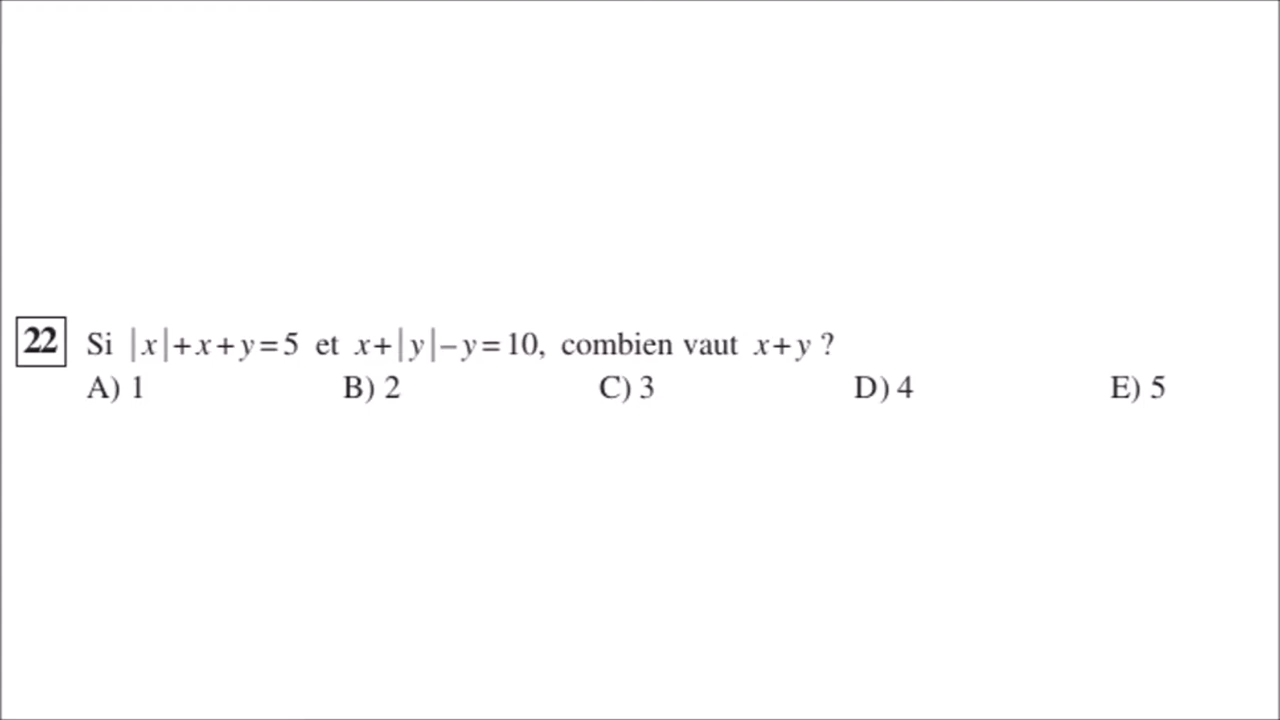 22 Si |x|+x+y=5 et x+|y|−y=10, combien vaut x+y ?
A) 1 B) 2 C) 3 D) 4 E) 5